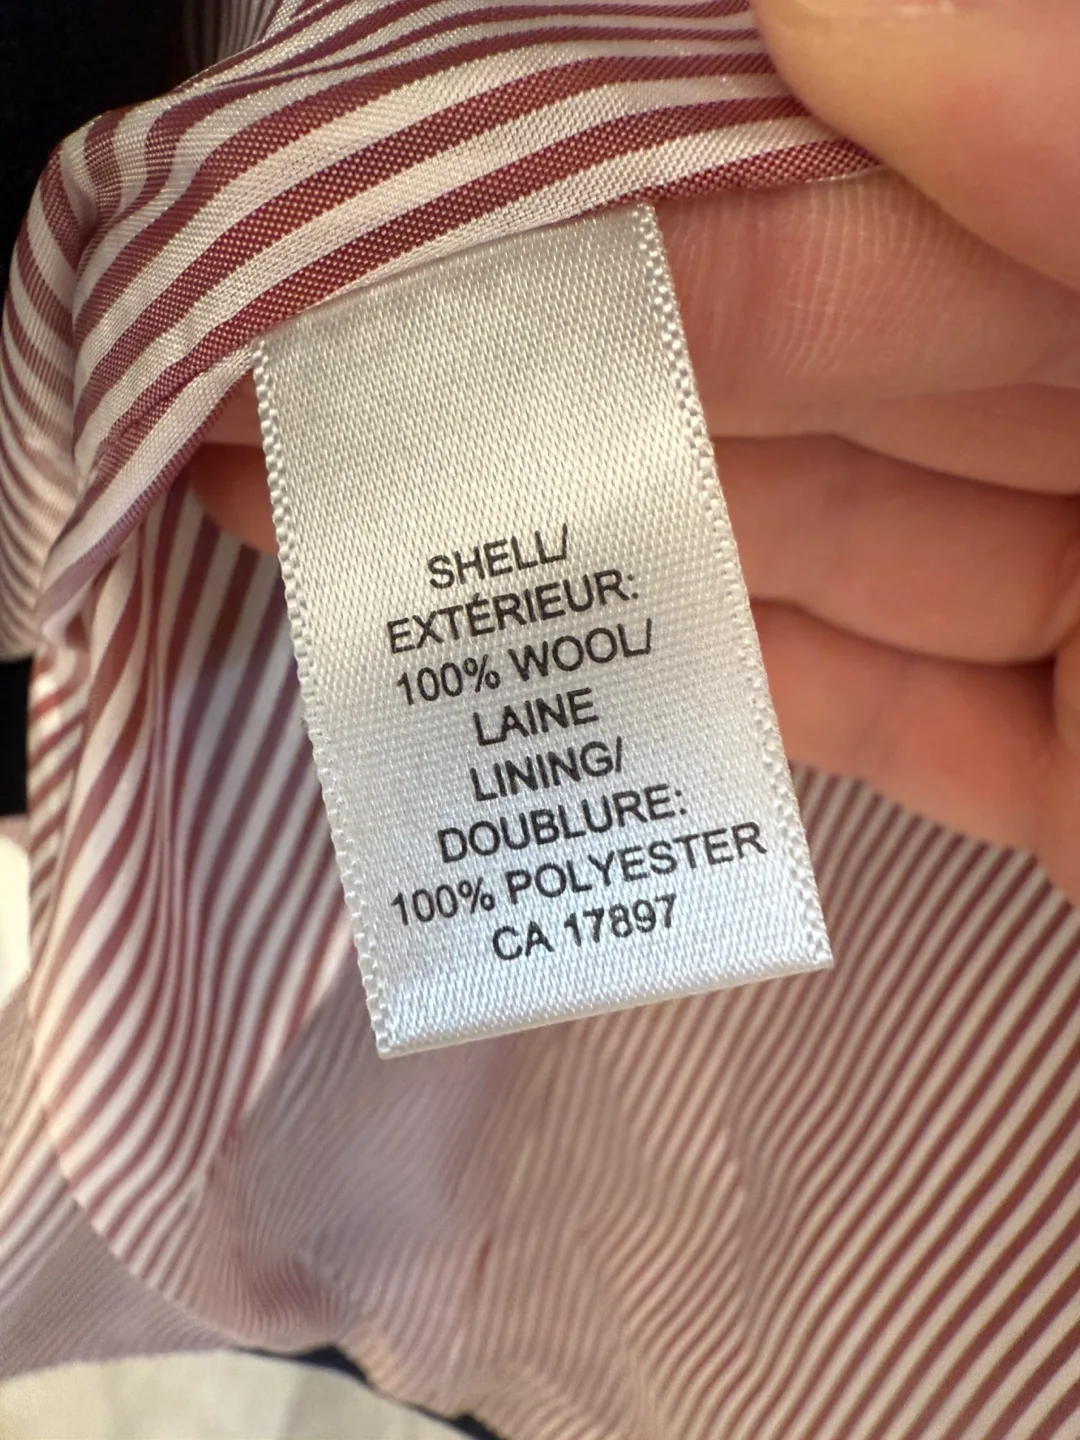 SHELL/
EXTÉRIEUR:
100% WOOL/
LAINE
LINING/
DOUBLURE:
100% POLYESTER
CA 17897